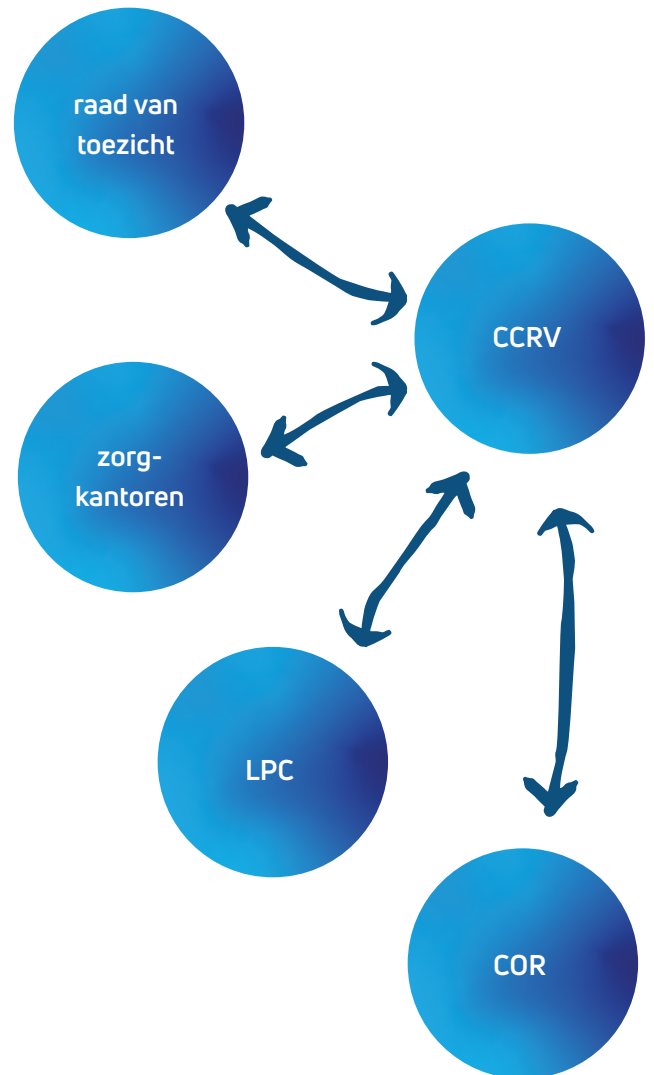 raad van
toezicht
CCRV
zorg-
kantoren
LPC
COR